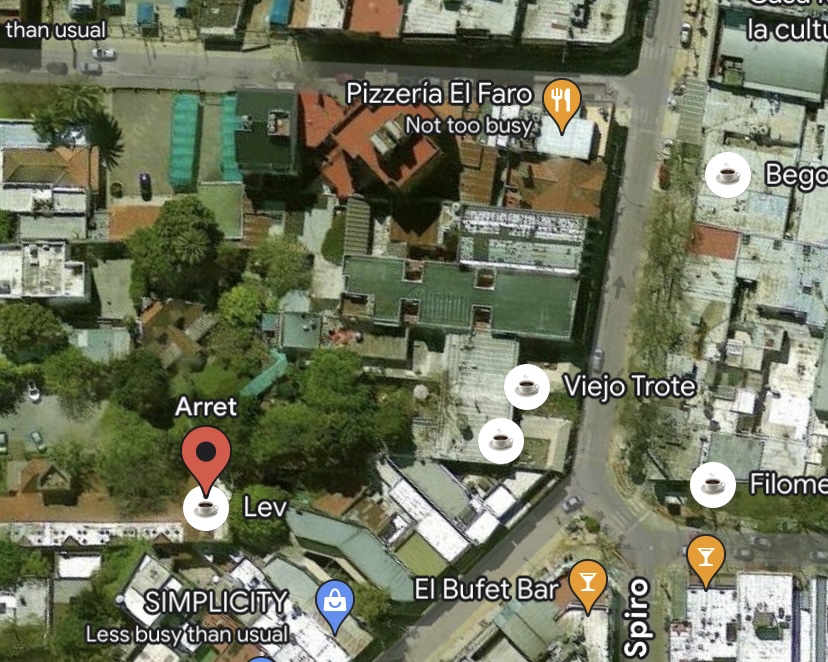 la cultu
than usual
Pizzería El Faro
Not too busy
Bego
Viejo Trote
Arret
Lev
Filome
SIMPLICITY
Less busy than usual
El Bufet Bar
Spiro